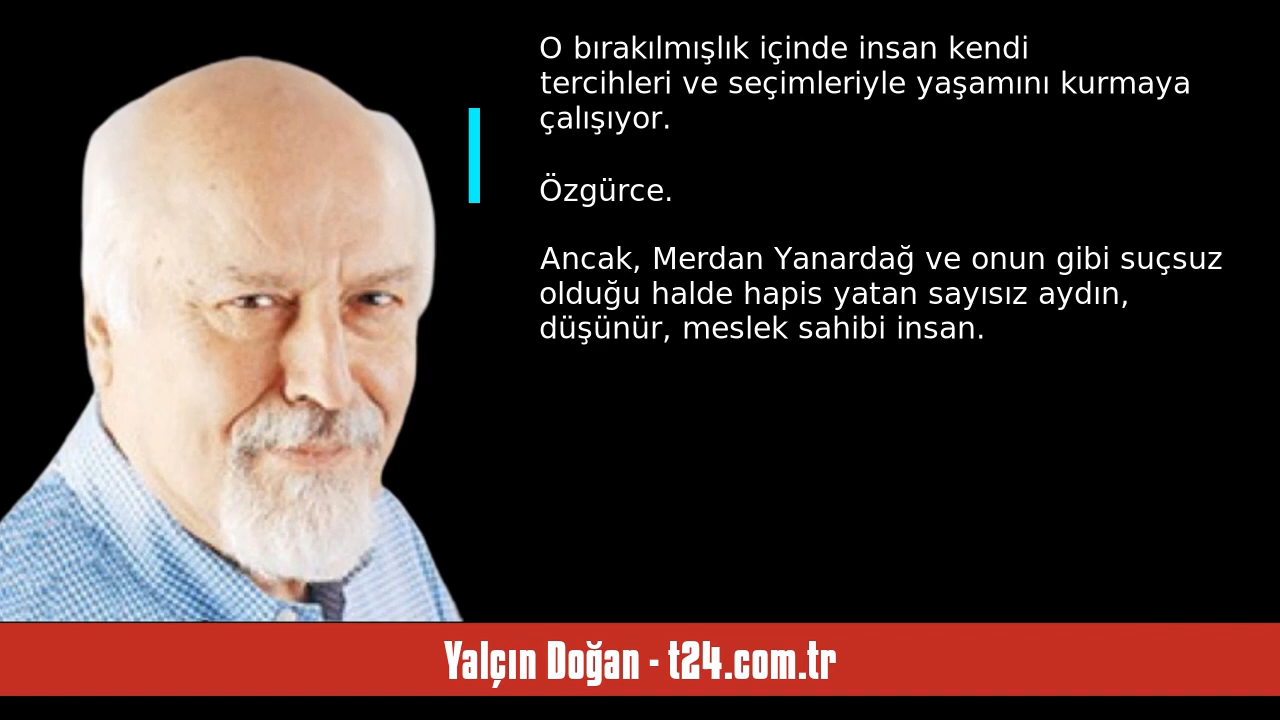 O bırakılmışlık içinde insan kendi
tercihleri ve seçimleriyle yaşamını kurmaya
çalışıyor.
Özgürce.
Ancak, Merdan Yanardağ ve onun gibi suçsuz
olduğu halde hapis yatan sayısız aydın,
düşünür, meslek sahibi insan.
Yalçın Doğan - t24.com.tr